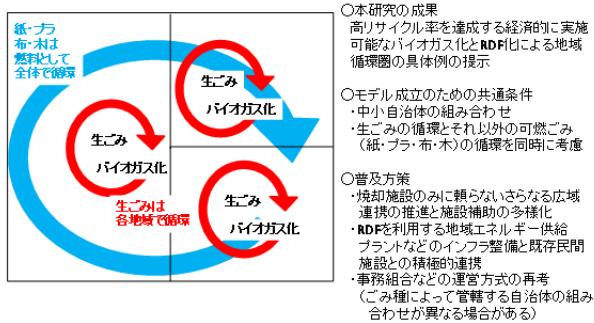 紙・プラ
布・木は
燃料として
全体で循環
生ごみ
バイオガス化
生ごみ
バイオガス化
生ごみは
各地域で循環
生ごみ
バイオガス化
〇本研究の成果
高リサイクル率を達成する経済的に実施
可能なバイオガス化とRDF化による地域
循環圏の具体例の提示
〇モデル成立のための共通条件
・中小自治体の組み合わせ
・生ごみの循環とそれ以外の可燃ごみ
（紙・プラ・布・木）の循環を同時に考慮
〇普及方策
・焼却施設のみに頼らないさらなる広域
連携の推進と施設補助の多様化
・RDFを利用する地域エネルギー供給
プラントなどのインフラ整備と既存民間
施設との積極的連携
・事務組合などの運営方式の再考
（ごみ種によって管轄する自治体の組み
合わせが異なる場合がある）